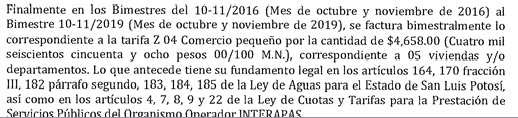 Finalmente en los Bimestres del 10-11/2016 (Mes de octubre y noviembre de 2016) al
Bimestre 10-11/2019 (Mes de octubre y noviembre de 2019), se factura bimestralmente lo
correspondiente a la tarifa Z 04 Comercio pequeño por la cantidad de $4,658.00 (Cuatro mil
seiscientos cincuenta y ocho pesos 00/100 M.N.), correspondiente a 05 viviendas y/o
departamentos. Lo que antecede tiene su fundamento legal en los artículos 164, 170 fracción
III, 182 párrafo segundo, 183, 184, 185 de la Ley de Aguas para el Estado de San Luis Potosí,
así como en los artículos 4, 7, 8, 9 y 22 de la Ley de Cuotas y Tarifas para la Prestación de
Servicios Públicos del Organismo Operador INTERAPAS